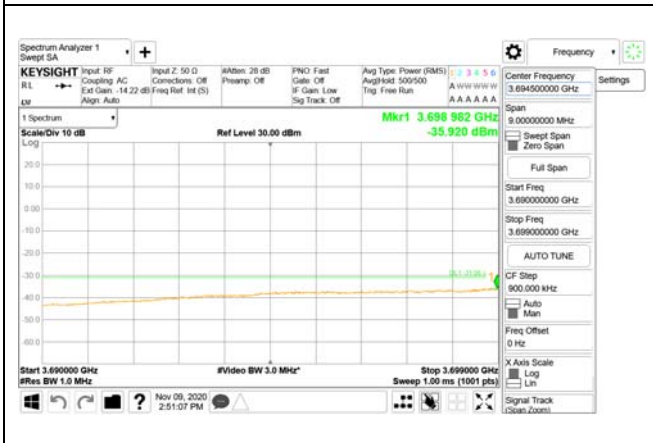 Spectrum Analyzer 1
Swept SA
+
Frequency
KEYSIGHT
Input: RF
Coupling: AC
Ext Gain: -14.22 dB
Align: Auto
Input Z: 50 Ω
Corrections: Off
Freq Ref: Int (S)
#Atten: 28 dB
Preamp: Off
PNO: Fast
Gate: Off
IF Gain: Low
Sig Track: Off
Avg Type: Power (RMS)
Avg|Hold: 500/500
Trig: Free Run
1 2 3 4 5 6
A W W W W W
A A A A A A
RL
1 Spectrum
Scale/Div 10 dB
Log
Ref Level 30.00 dBm
Mkr1 3.698 982 GHz
-35.920 dBm
20.0
10.0
0.00
-10.0
-20.0
-30.0
-40.0
-50.0
-60.0
1
Start 3.690000 GHz
#Res BW 1.0 MHz
#Video BW 3.0 MHz*
Stop 3.699000 GHz
Sweep 1.00 ms (1001 pts)
?
Nov 09, 2020
2:51:07 PM
Center Frequency
3.694500000 GHz
Settings
Span
9.00000000 MHz
Swept Span
Zero Span
Full Span
Start Freq
3.690000000 GHz
Stop Freq
3.699000000 GHz
AUTO TUNE
CF Step
900.000 kHz
Auto
Man
Freq Offset
0 Hz
X Axis Scale
Log
Lin
Signal Track
(Span Zoom)